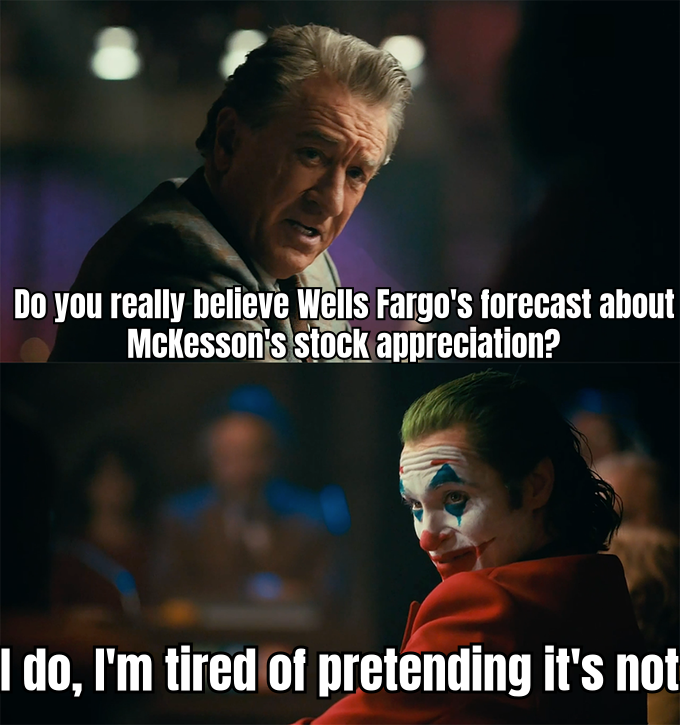 Do you really believe Wells Fargo's forecast about
McKesson's stock appreciation?
I do, I'm tired of pretending it's not